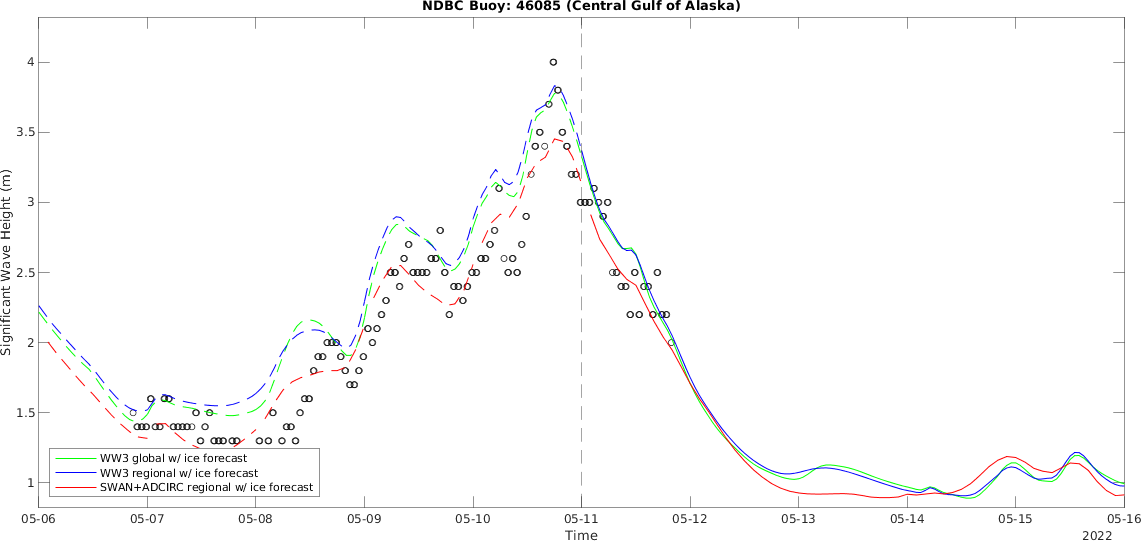 NDBC Buoy: 46085 (Central Gulf of Alaska)
Significant Wave Height (m)
4
3.5
3
2.5
2
1.5
1
WW3 global w/ ice forecast
WW3 regional w/ ice forecast
SWAN+ADCIRC regional w/ ice forecast
05-06 05-07 05-08 05-09 05-10 05-11 05-12 05-13 05-14 05-15 05-16
Time
2022